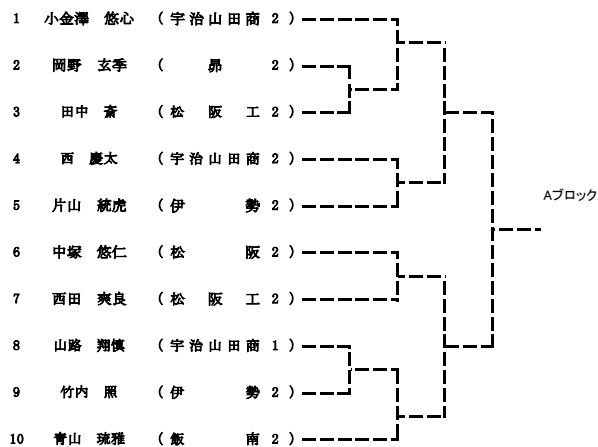 1 小金澤 悠心 ( 宇治山田商 2 )
2 岡野 玄季 ( 昴 2 )
3 田中 斎 ( 松阪工 2 )
4 西 慶太 ( 宇治山田商 2 )
5 片山 統虎 ( 伊勢 2 )
Aブロック
6 中塚 悠仁 ( 松阪 2 )
7 西田 爽良 ( 松阪工 2 )
8 山路 翔慎 ( 宇治山田商 1 )
9 竹内 照 ( 伊勢 2 )
10 青山 琉雅 ( 飯南 2 )